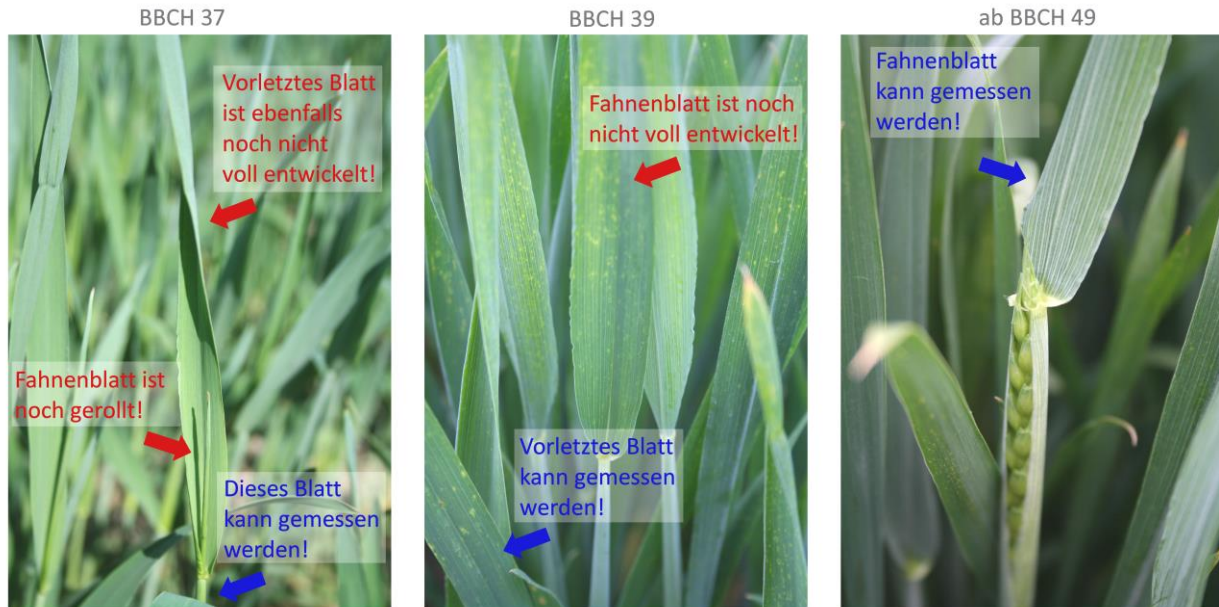 BBCH 37
BBCH 39
ab BBCH 49
Vorletztes Blatt
ist ebenfalls
noch nicht
voll entwickelt!
Fahnenblatt ist
noch gerollt!
Dieses Blatt
kann gemessen
werden!
Fahnenblatt ist noch
nicht voll entwickelt!
Vorletztes Blatt
kann gemessen
werden!
Fahnenblatt
kann gemessen
werden!